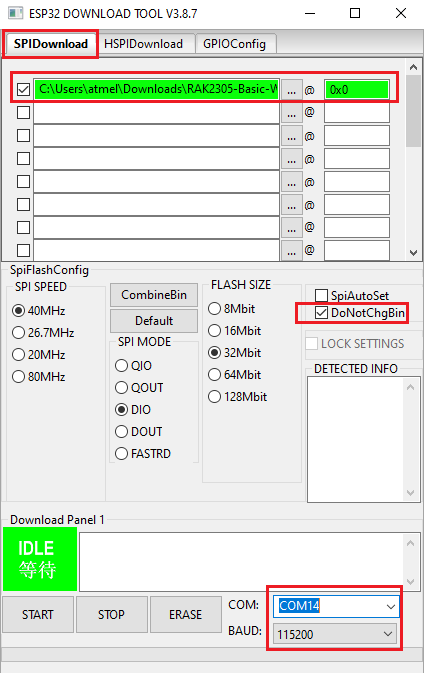 ESP32 DOWNLOAD TOOL V3.8.7
SPIDownload HSPIDownload GPIOConfig
C:\Users\atmel\Downloads\RAK2305-Basic-V ... @ 0x0
... @
... @
... @
... @
... @
... @
... @
SpiFlashConfig
SPI SPEED
40MHz
26.7MHz
20MHz
80MHz
CombineBin
Default
SPI MODE
QIO
QOUT
DIO
DOUT
FASTRD
FLASH SIZE
8Mbit
16Mbit
32Mbit
64Mbit
128Mbit
SpiAutoSet
DoNotChgBin
LOCK SETTINGS
DETECTED INFO
Download Panel 1
IDLE
等待
START STOP ERASE
COM: COM14
BAUD: 115200